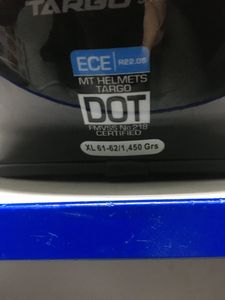 TARGO
ECE R22.05
MT HELMETS
TARGO
DOT
FMVSS No 218
CERTIFIED
XL 61-62/1,450 Grs